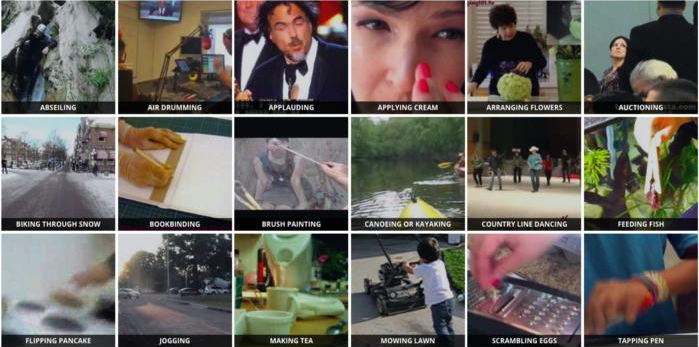 ABSEILING
AIR DRUMMING
APPLAUDING
APPLYING CREAM
ARRANGING FLOWERS
AUCTIONING
BIKING THROUGH SNOW
BOOKBINDING
BRUSH PAINTING
CANOEING OR KAYAKING
COUNTRY LINE DANCING
FEEDING FISH
FLIPPING PANCAKE
JOGGING
MAKING TEA
MOWING LAWN
SCRAMBLING EGGS
TAPPING PEN